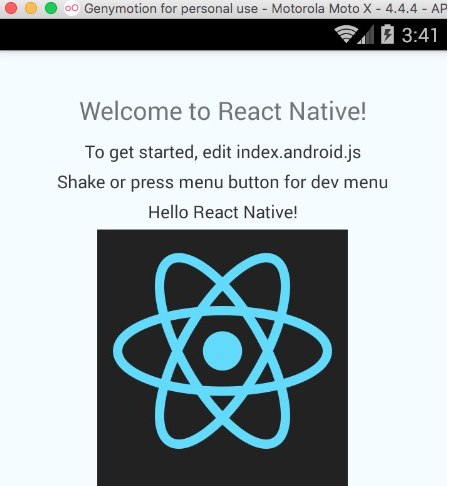 Genymotion for personal use - Motorola Moto X - 4.4.4 - AP
3:41
Welcome to React Native!
To get started, edit index.android.js
Shake or press menu button for dev menu
Hello React Native!